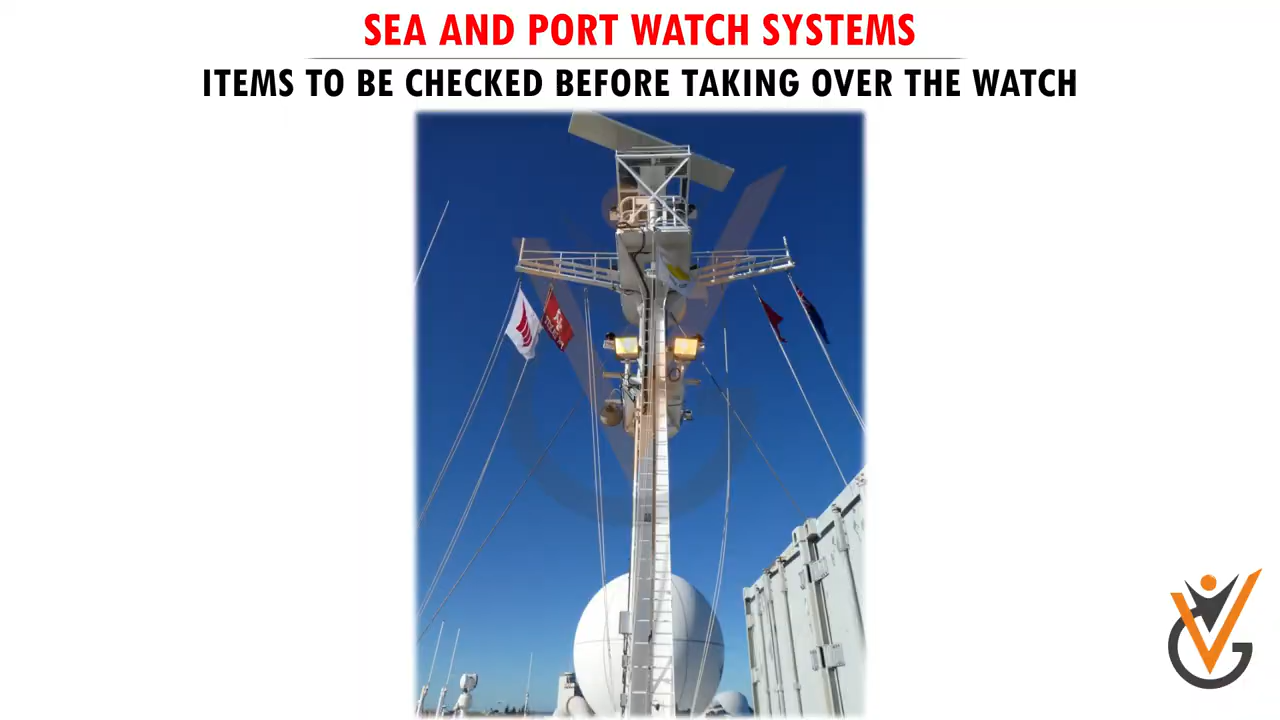 SEA AND PORT WATCH SYSTEMS
ITEMS TO BE CHECKED BEFORE TAKING OVER THE WATCH